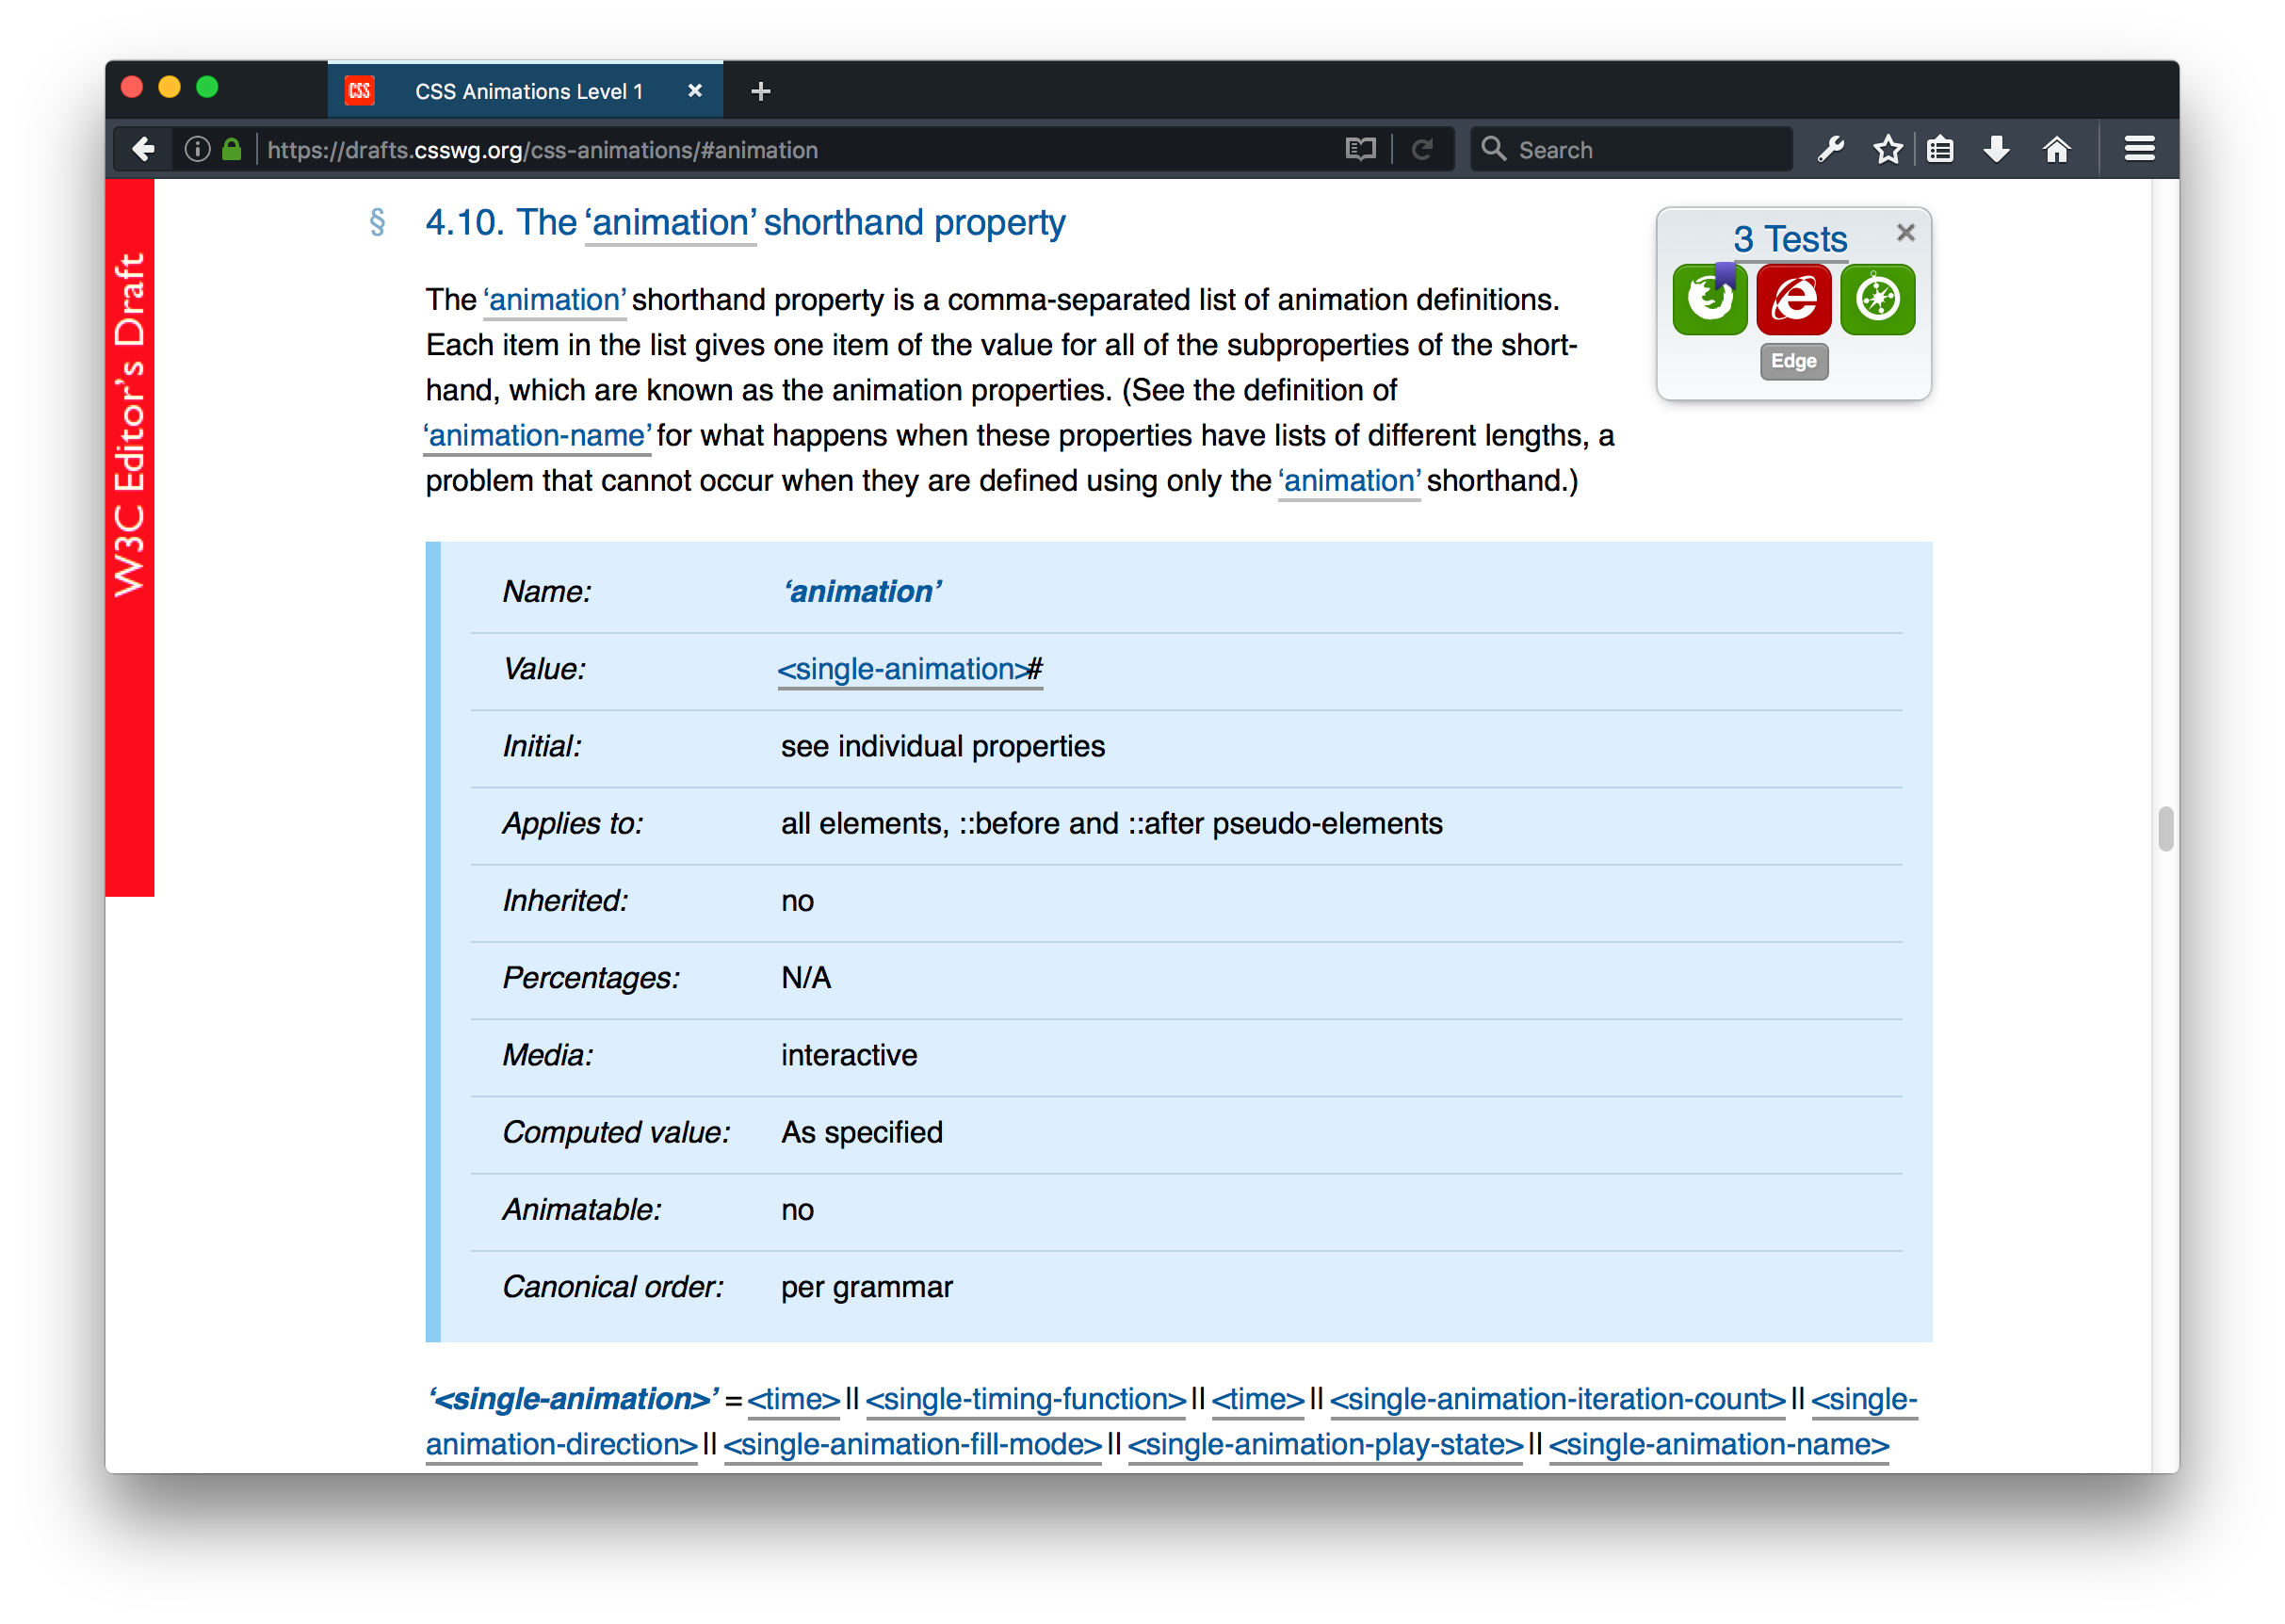 CSS CSS Animations Level 1
https://drafts.csswg.org/css-animations/#animation
Search
W3C Editor's Draft
§ 4.10. The ‘animation’ shorthand property
3 Tests
Edge
The ‘animation’ shorthand property is a comma-separated list of animation definitions.
Each item in the list gives one item of the value for all of the subproperties of the short-
hand, which are known as the animation properties. (See the definition of
‘animation-name’ for what happens when these properties have lists of different lengths, a
problem that cannot occur when they are defined using only the ‘animation’ shorthand.)
Name: ‘animation’
Value: <single-animation>#
Initial: see individual properties
Applies to: all elements, ::before and ::after pseudo-elements
Inherited: no
Percentages: N/A
Media: interactive
Computed value: As specified
Animatable: no
Canonical order: per grammar
‘<single-animation>’ = <time> || <single-timing-function> || <time> || <single-animation-iteration-count> || <single-
animation-direction> || <single-animation-fill-mode> || <single-animation-play-state> || <single-animation-name>